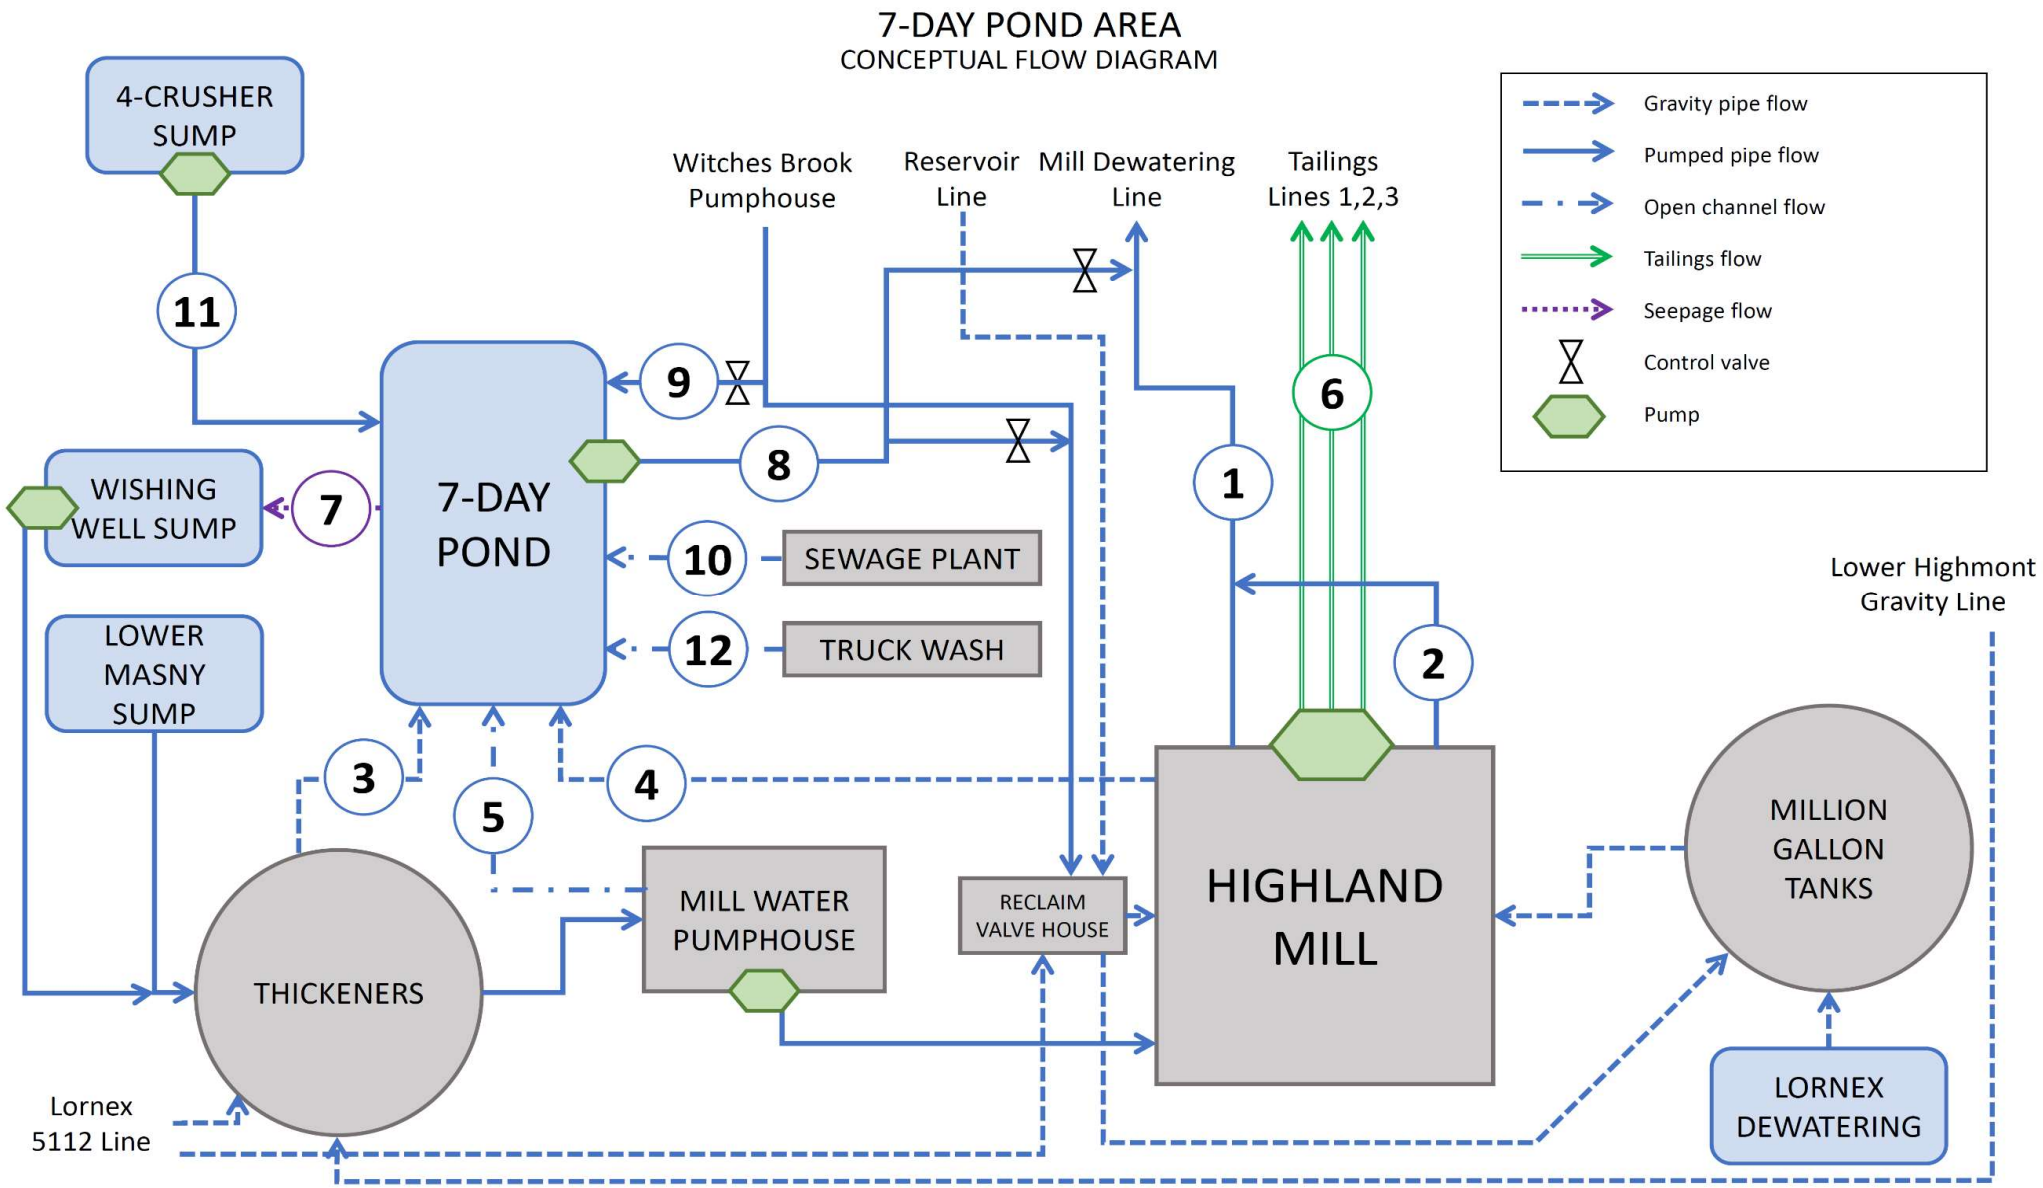 7-DAY POND AREA
CONCEPTUAL FLOW DIAGRAM
4-CRUSHER
SUMP
Gravity pipe flow
Pumped pipe flow
Open channel flow
Tailings flow
Seepage flow
Control valve
Pump
Witches Brook
Pumphouse
Reservoir
Line
Mill Dewatering
Line
Tailings
Lines 1,2,3
11
9
6
8
1
WISHING
WELL SUMP
7
7-DAY
POND
10
SEWAGE PLANT
12
TRUCK WASH
2
Lower Highmont
Gravity Line
LOWER
MASNY
SUMP
3
5
4
MILL WATER
PUMPHOUSE
RECLAIM
VALVE HOUSE
HIGHLAND
MILL
MILLION
GALLON
TANKS
THICKENERS
Lornex
5112 Line
LORNEX
DEWATERING